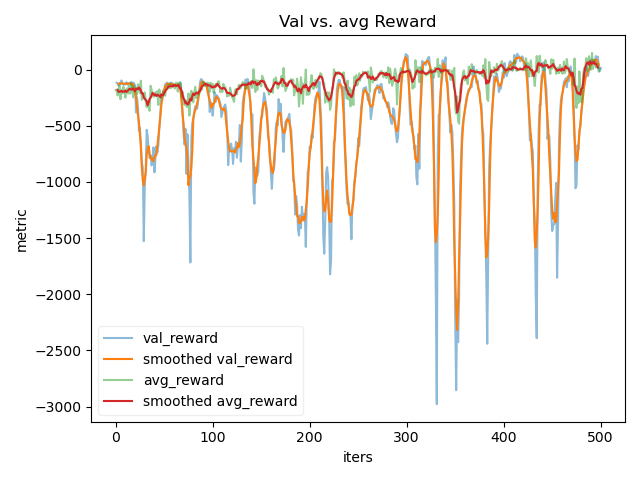 Val vs. avg Reward
metric
0
−500
−1000
−1500
−2000
−2500
−3000
val_reward
smoothed val_reward
avg_reward
smoothed avg_reward
0 100 200 300 400 500
iters